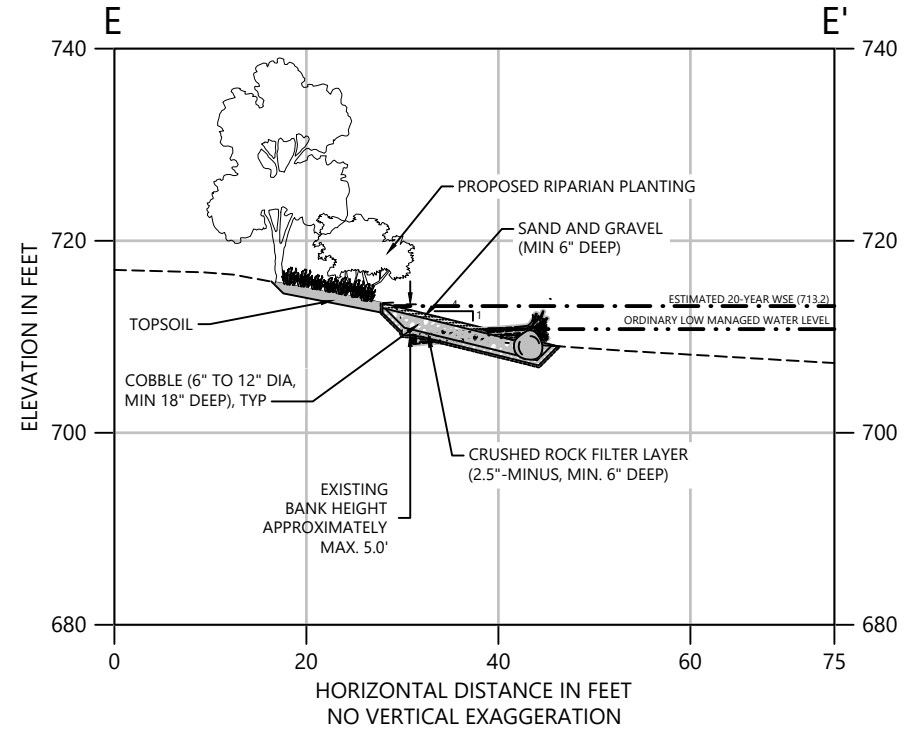 E
E'
740
740
PROPOSED RIPARIAN PLANTING
SAND AND GRAVEL
(MIN 6" DEEP)
720
720
ESTIMATED 20-YEAR WSE (713.2)
4
1
ORDINARY LOW MANAGED WATER LEVEL
TOPSOIL
COBBLE (6" TO 12" DIA,
MIN 18" DEEP), TYP
ELEVATION IN FEET
700
700
CRUSHED ROCK FILTER LAYER
(2.5"-MINUS, MIN. 6" DEEP)
EXISTING
BANK HEIGHT
APPROXIMATELY
MAX. 5.0'
680
680
0
20
40
60
75
HORIZONTAL DISTANCE IN FEET
NO VERTICAL EXAGGERATION